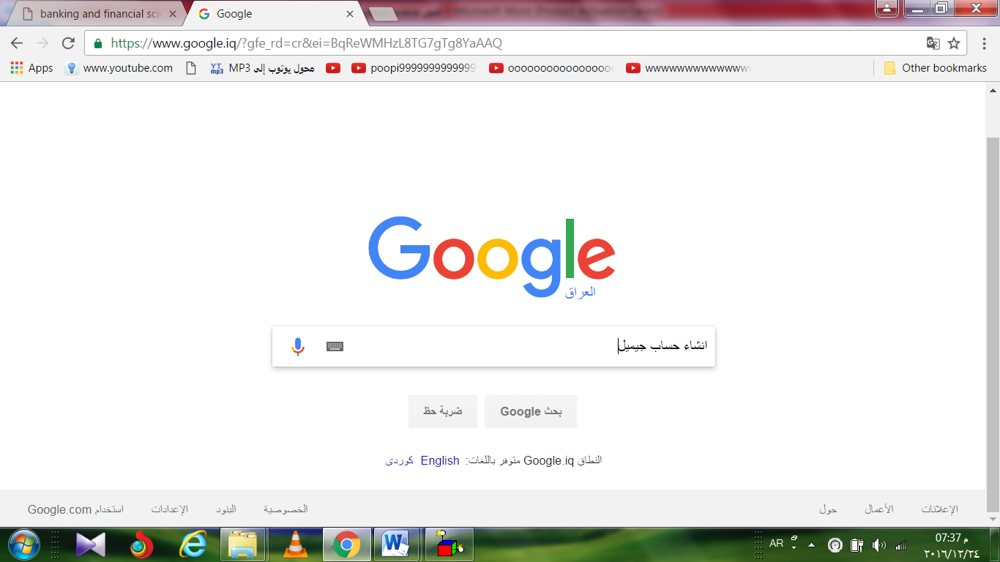 banking and financial sci
Google
https://www.google.iq/?gfe_rd=cr&ei=BqReWMHzL8TG7gTg8YaAAQ
Apps
www.youtube.com
محول يوتوب إلى MP3
poopi9999999999999
oooooooooooooooooo
wwwwwwwwwwwwww
Other bookmarks
Google
العراق
انشاء حساب جيميل
بحث Google
ضربة حظ
النطاق Google.iq متوفر باللغات: English كوردی
الإعلانات
الأعمال
حول
الخصوصية
البنود
الإعدادات
استخدام Google.com
AR
07:37 م
٢٠١٦/١٢/٢٤